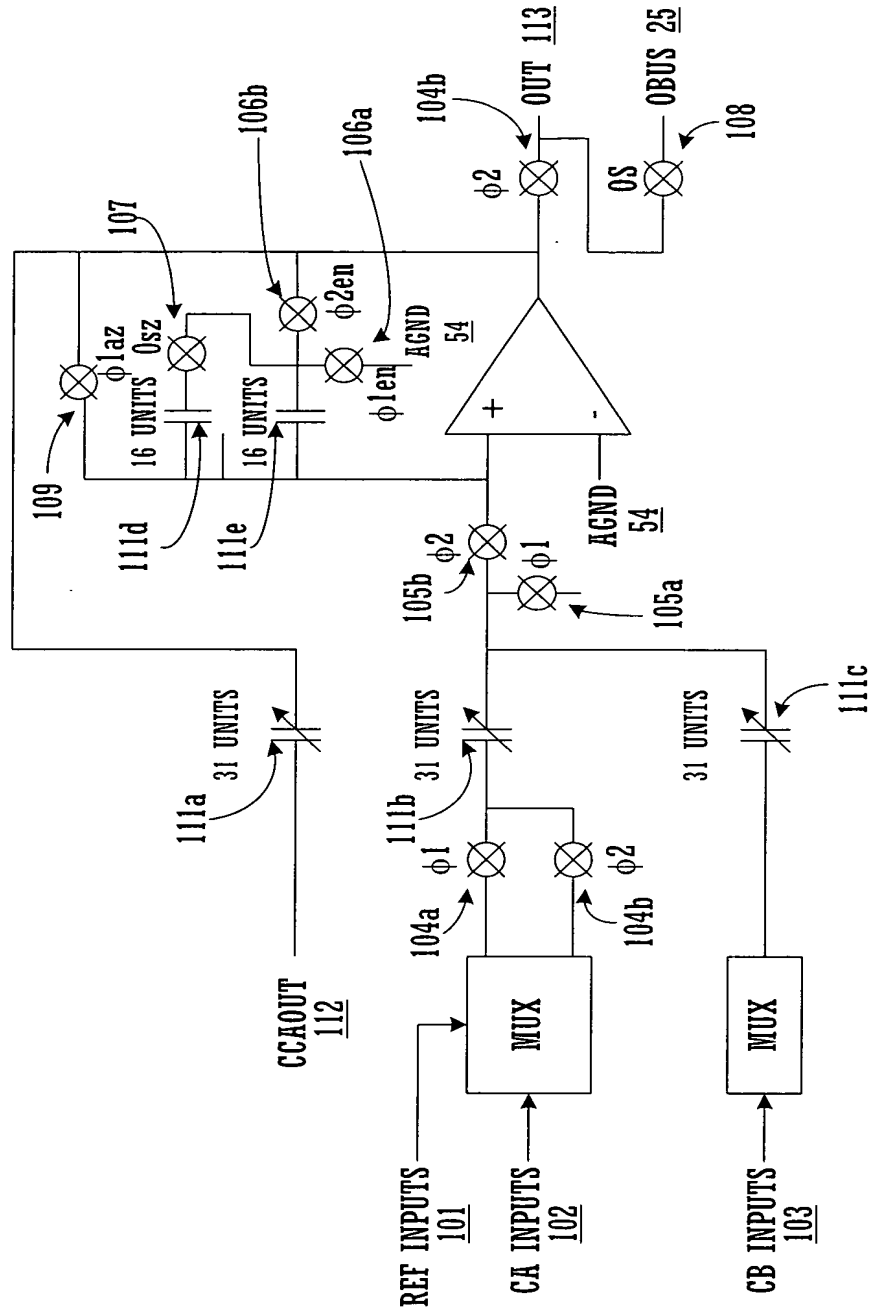 109
φ1az
107
0SZ
106b
16 UNITS
111d
16 UNITS
111e
φ2en
106a
φ1en
AGND
54
φ2
104b
OUT 113
OS
OBUS 25
108
+
-
AGND
54
φ2
105b
φ1
105a
31 UNITS
111a
CCAOUT
112
31 UNITS
111b
φ1
104a
φ2
104b
31 UNITS
111c
MUX
MUX
REF INPUTS
101
CA INPUTS
102
CB INPUTS
103